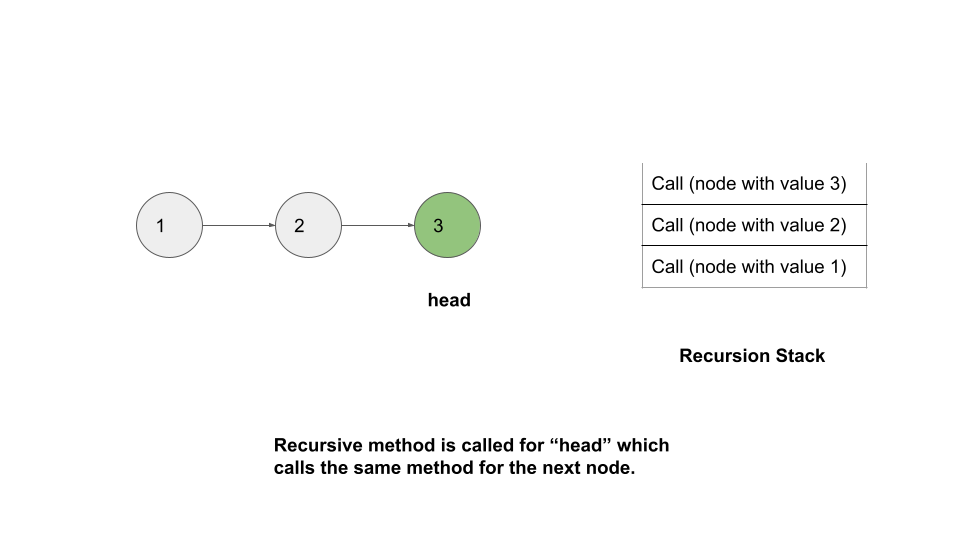 1 2 3
head
Call (node with value 3)
Call (node with value 2)
Call (node with value 1)
Recursion Stack
Recursive method is called for “head” which
calls the same method for the next node.